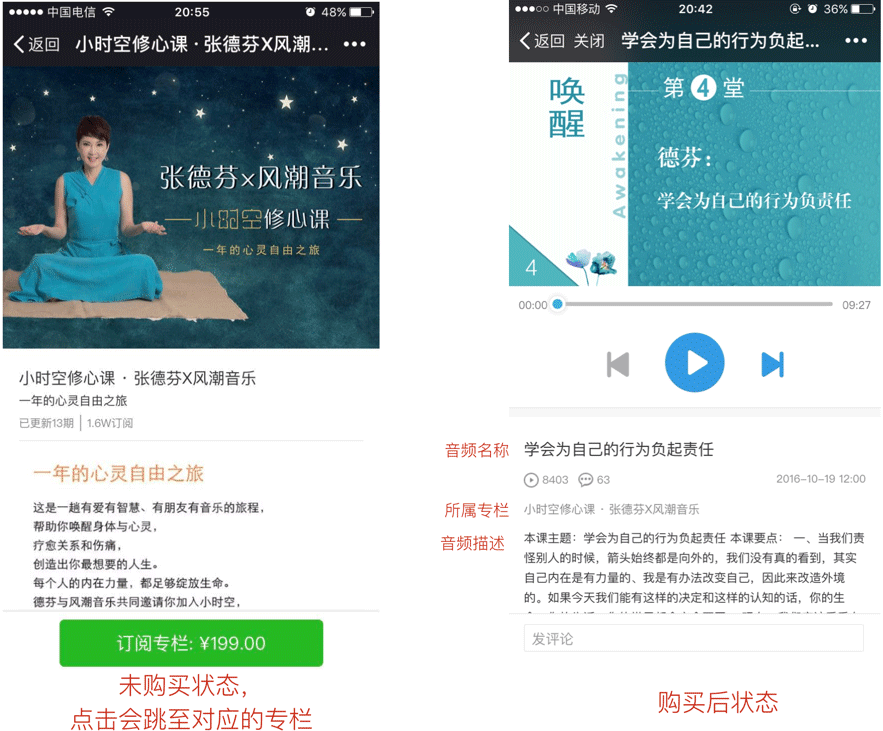 中国电信 20:55 48%
返回 小时空修心课 · 张德芬X风潮...
张德芬×风潮音乐
小时空修心课
一年的心灵自由之旅
小时空修心课 · 张德芬X风潮音乐
一年的心灵自由之旅
已更新13期 | 1.6W订阅
一年的心灵自由之旅
这是一趟有爱有智慧、有朋友有音乐的旅程，
帮助你唤醒身体与心灵，
疗愈关系和伤痛，
创造出你最想要的人生。
每个人的内在力量，都足够绽放生命。
德芬与风潮音乐共同邀请你加入小时空，
订阅专栏: ¥199.00
未购买状态，
点击会跳至对应的专栏
中国移动 20:42 36%
返回 关闭 学会为自己的行为负起...
唤醒
Awakening
第4堂
德芬：
学会为自己的行为负责任
4
00:00 09:27
音频名称 学会为自己的行为负起责任
8403 63 2016-10-19 12:00
所属专栏 小时空修心课 · 张德芬X风潮音乐
音频描述 本课主题：学会为自己的行为负起责任 本课要点： 一、当我们责
怪别人的时候，箭头始终都是向外的，我们没有真的看到，其实
自己内在是有力量的、我是有办法改变自己，因此来改造外境
的。如果今天我们能有这样的决定和这样的认知的话，你的生
发评论
购买后状态